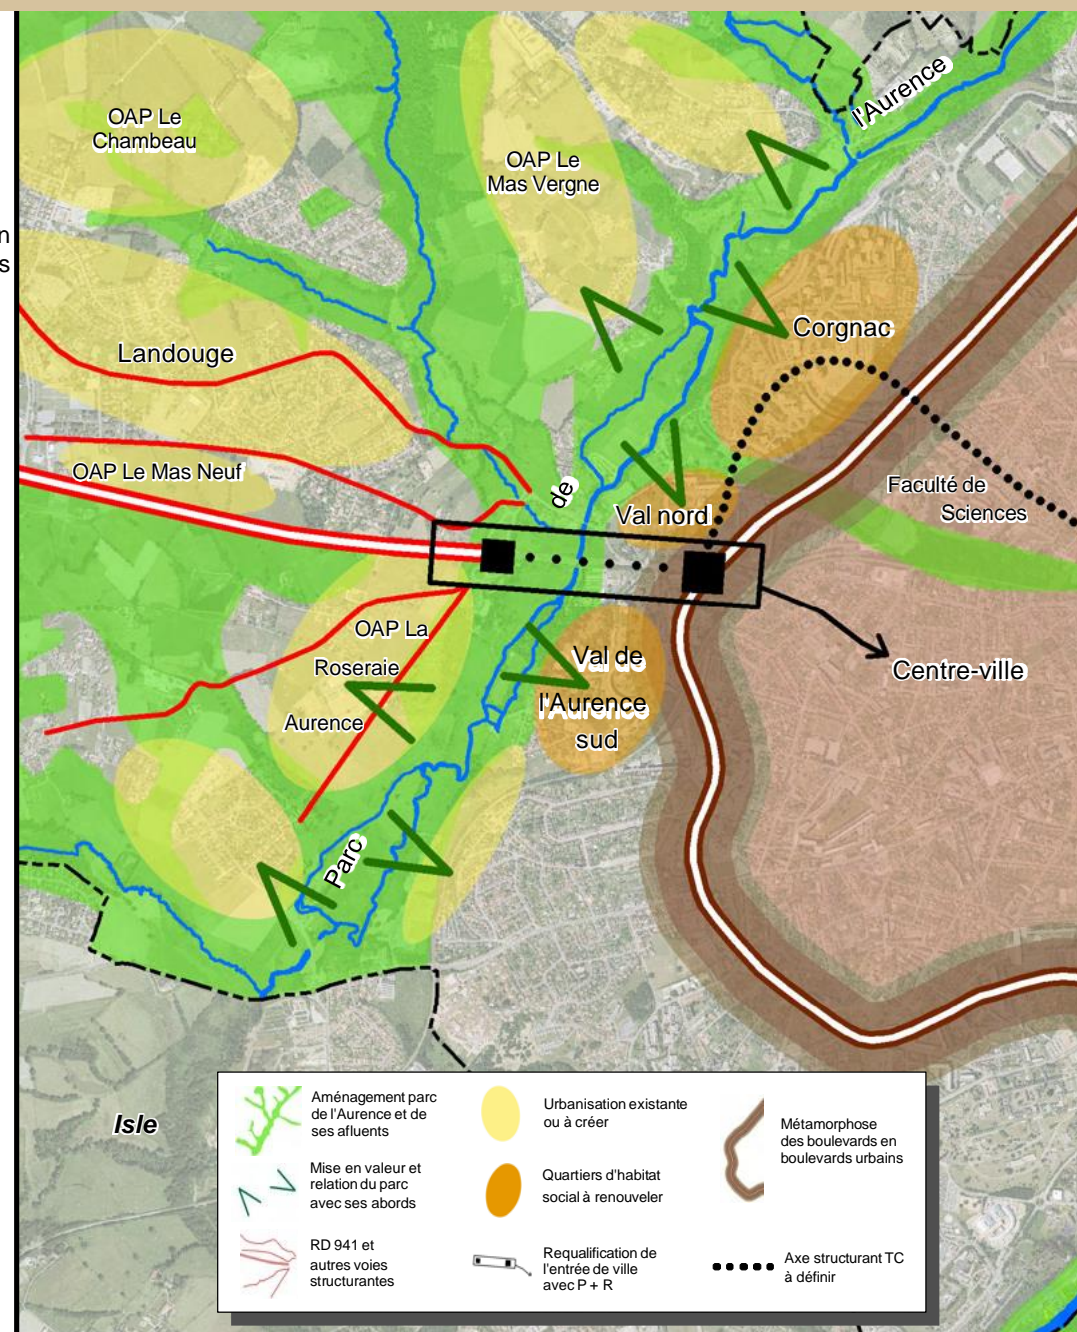 l'Aurence
OAP Le
Chambeau
OAP Le
Mas Vergne
n
s
Corgnac
Landouge
OAP Le Mas Neuf
Faculté de
Sciences
de
Val nord
OAP La
Roseraie
Aurence
Val de
l'Aurence
sud
Centre-ville
Parc
Isle
Aménagement parc
de l'Aurence et de
ses afluents
Mise en valeur et
relation du parc
avec ses abords
RD 941 et
autres voies
structurantes
Urbanisation existante
ou à créer
Quartiers d'habitat
social à renouveler
Requalification de
l'entrée de ville
avec P + R
Métamorphose
des boulevards en
boulevards urbains
Axe structurant TC
à définir